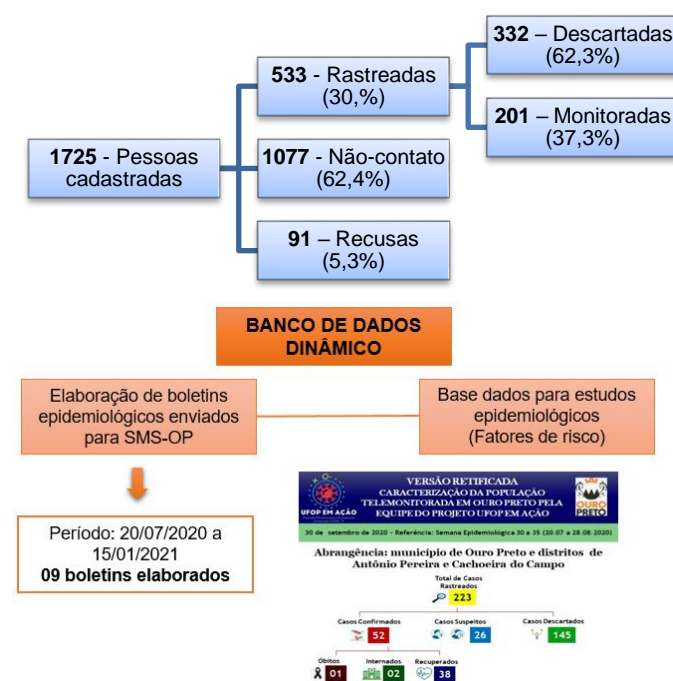 332 – Descartadas
(62,3%)
533 - Rastreadas
(30,%)
201 – Monitoradas
(37,3%)
1725 - Pessoas
cadastradas
1077 - Não-contato
(62,4%)
91 – Recusas
(5,3%)
BANCO DE DADOS
DINÂMICO
Elaboração de boletins
epidemiológicos enviados
para SMS-OP
Base dados para estudos
epidemiológicos
(Fatores de risco)
Período: 20/07/2020 a
15/01/2021
09 boletins elaborados
UFOP EM AÇÃO
VERSÃO RETIFICADA
CARACTERIZAÇÃO DA POPULAÇÃO
TELEMONITORADA EM OURO PRETO PELA
EQUIPE DO PROJETO UFOP EM AÇÃO
OURO
PRETO
30 de setembro de 2020 - Referência: Semana Epidemiológica 30 a 35 (20.07 a 28.08.2020)
Abrangência: município de Ouro Preto e distritos de
Antônio Pereira e Cachoeira do Campo
Total de Casos
Rastreados
223
Casos Confirmados
52
Casos Suspeitos
26
Casos Descartados
145
Óbitos
01
Internados
02
Recuperados
38